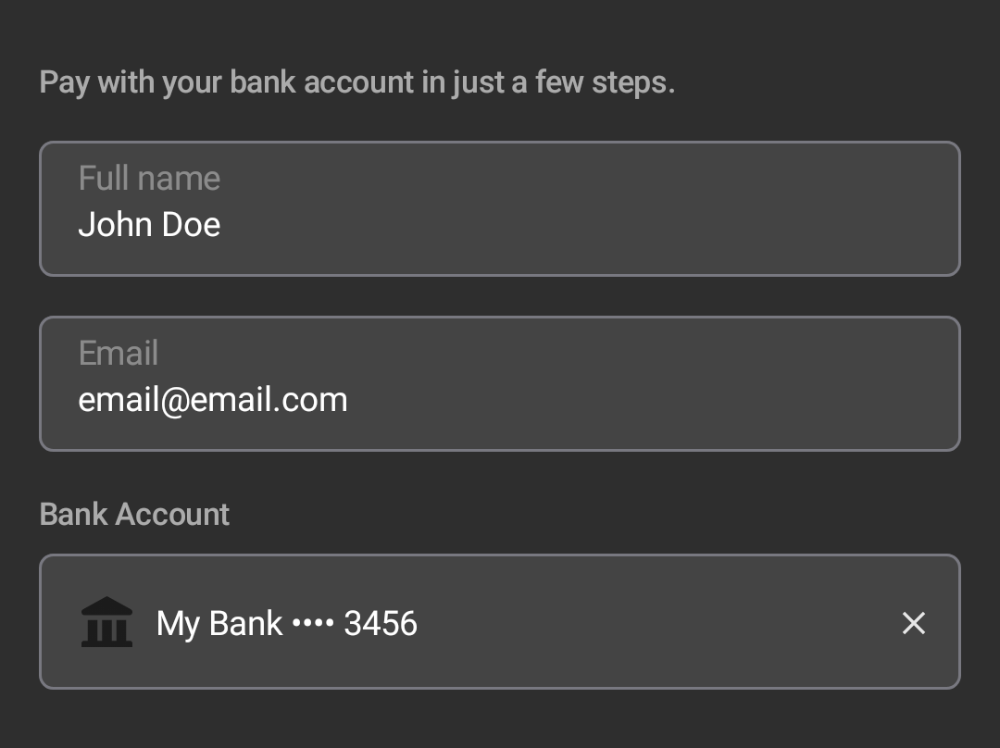 Pay with your bank account in just a few steps.
Full name
John Doe
Email
email@email.com
Bank Account
My Bank •••• 3456